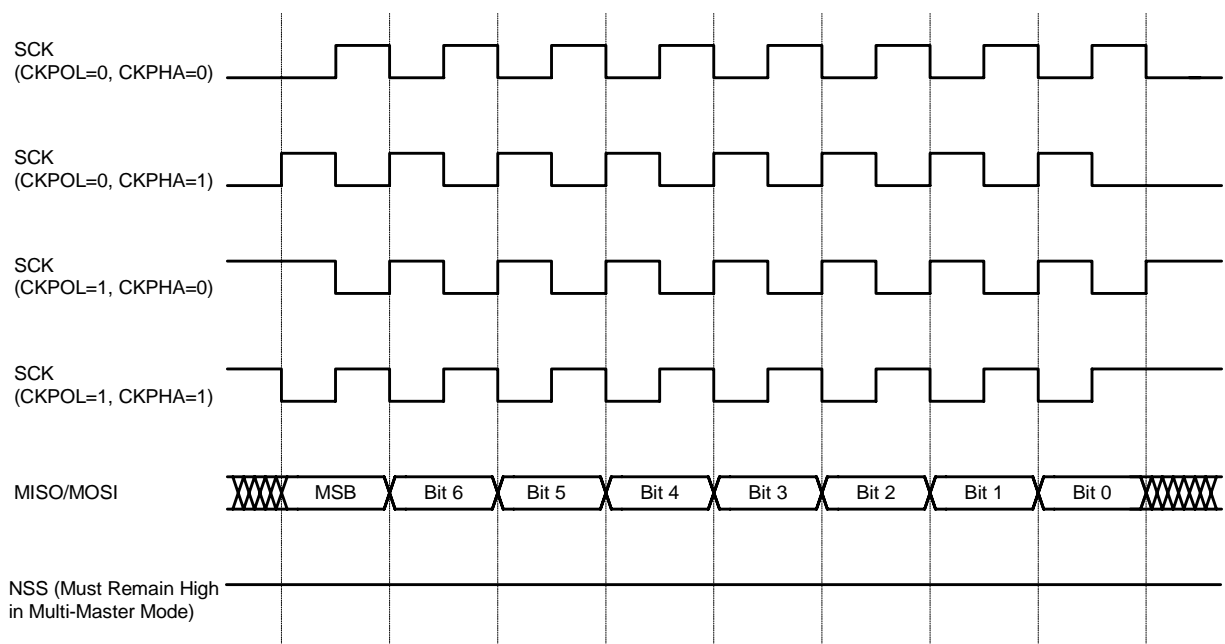 SCK
(CKPOL=0, CKPHA=0)
SCK
(CKPOL=0, CKPHA=1)
SCK
(CKPOL=1, CKPHA=0)
SCK
(CKPOL=1, CKPHA=1)
MISO/MOSI MSB Bit 6 Bit 5 Bit 4 Bit 3 Bit 2 Bit 1 Bit 0
NSS (Must Remain High
in Multi-Master Mode)